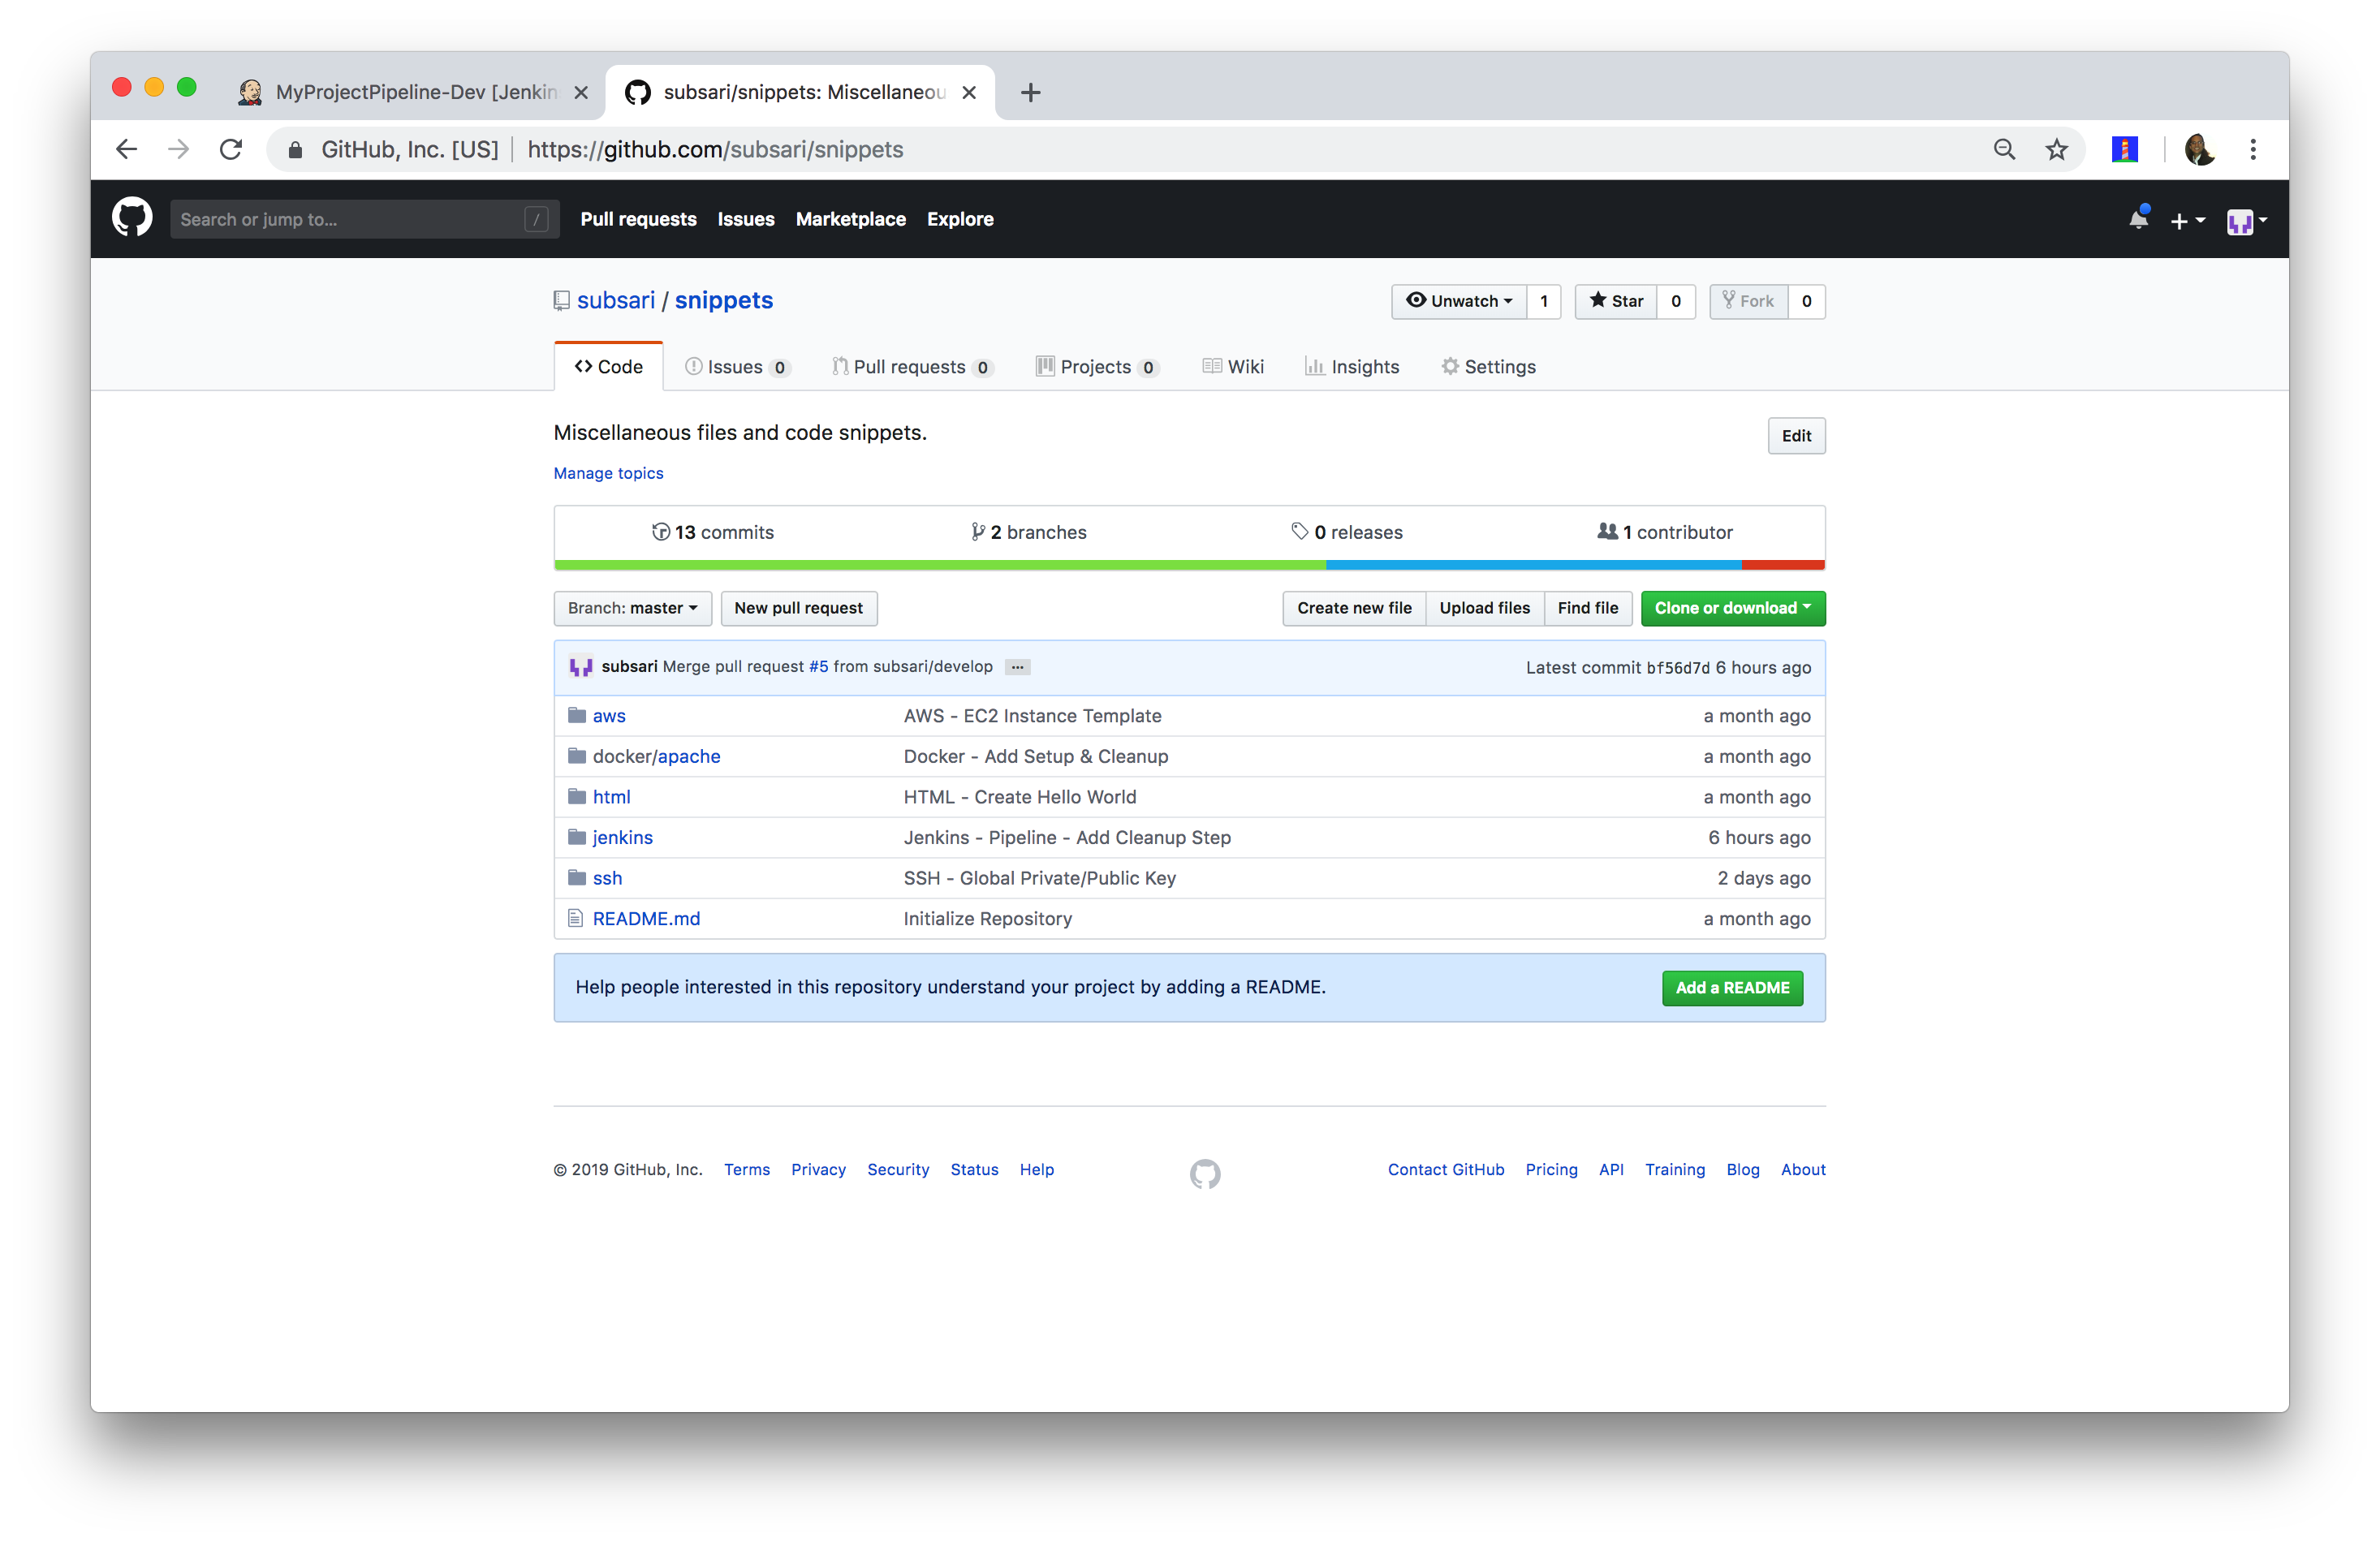 MyProjectPipeline-Dev [Jenkin
subsari/snippets: Miscellaneou
GitHub, Inc. [US] https://github.com/subsari/snippets
Search or jump to... / Pull requests Issues Marketplace Explore
subsari / snippets Unwatch 1 Star 0 Fork 0
Code Issues 0 Pull requests 0 Projects 0 Wiki Insights Settings
Miscellaneous files and code snippets. Edit
Manage topics
13 commits 2 branches 0 releases 1 contributor
Branch: master New pull request Create new file Upload files Find file Clone or download
subsari Merge pull request #5 from subsari/develop ... Latest commit bf56d7d 6 hours ago
aws AWS - EC2 Instance Template a month ago
docker/apache Docker - Add Setup & Cleanup a month ago
html HTML - Create Hello World a month ago
jenkins Jenkins - Pipeline - Add Cleanup Step 6 hours ago
ssh SSH - Global Private/Public Key 2 days ago
README.md Initialize Repository a month ago
Help people interested in this repository understand your project by adding a README. Add a README
© 2019 GitHub, Inc. Terms Privacy Security Status Help Contact GitHub Pricing API Training Blog About